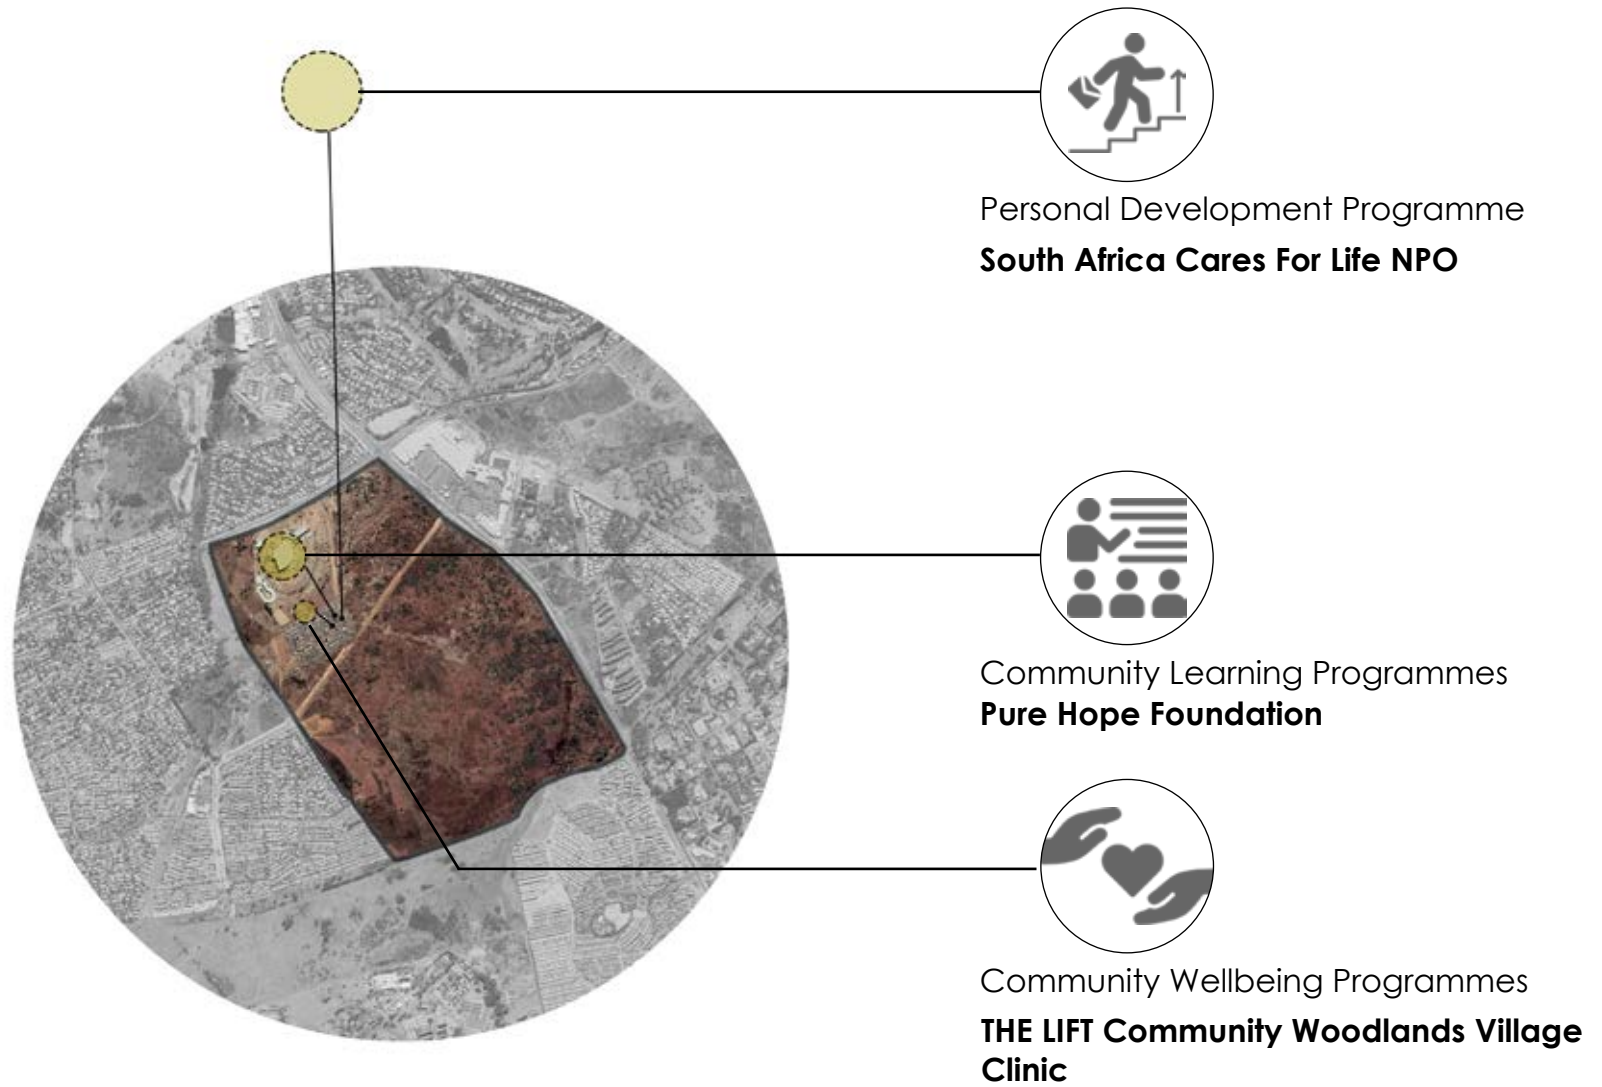 Personal Development Programme
South Africa Cares For Life NPO
Community Learning Programmes
Pure Hope Foundation
Community Wellbeing Programmes
THE LIFT Community Woodlands Village
Clinic